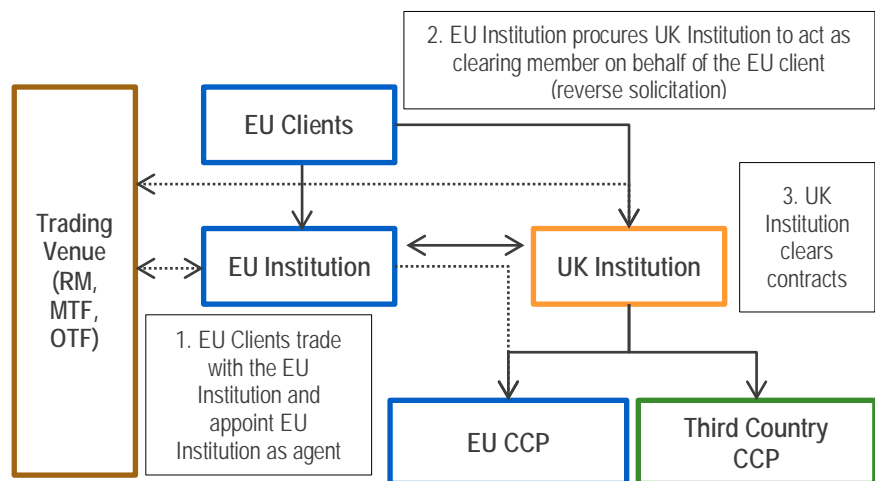 2. EU Institution procures UK Institution to act as
clearing member on behalf of the EU client
(reverse solicitation)
EU Clients
Trading
Venue
(RM,
MTF,
OTF)
EU Institution
UK Institution
3. UK
Institution
clears
contracts
1. EU Clients trade
with the EU
Institution and
appoint EU
Institution as agent
EU CCP
Third Country
CCP